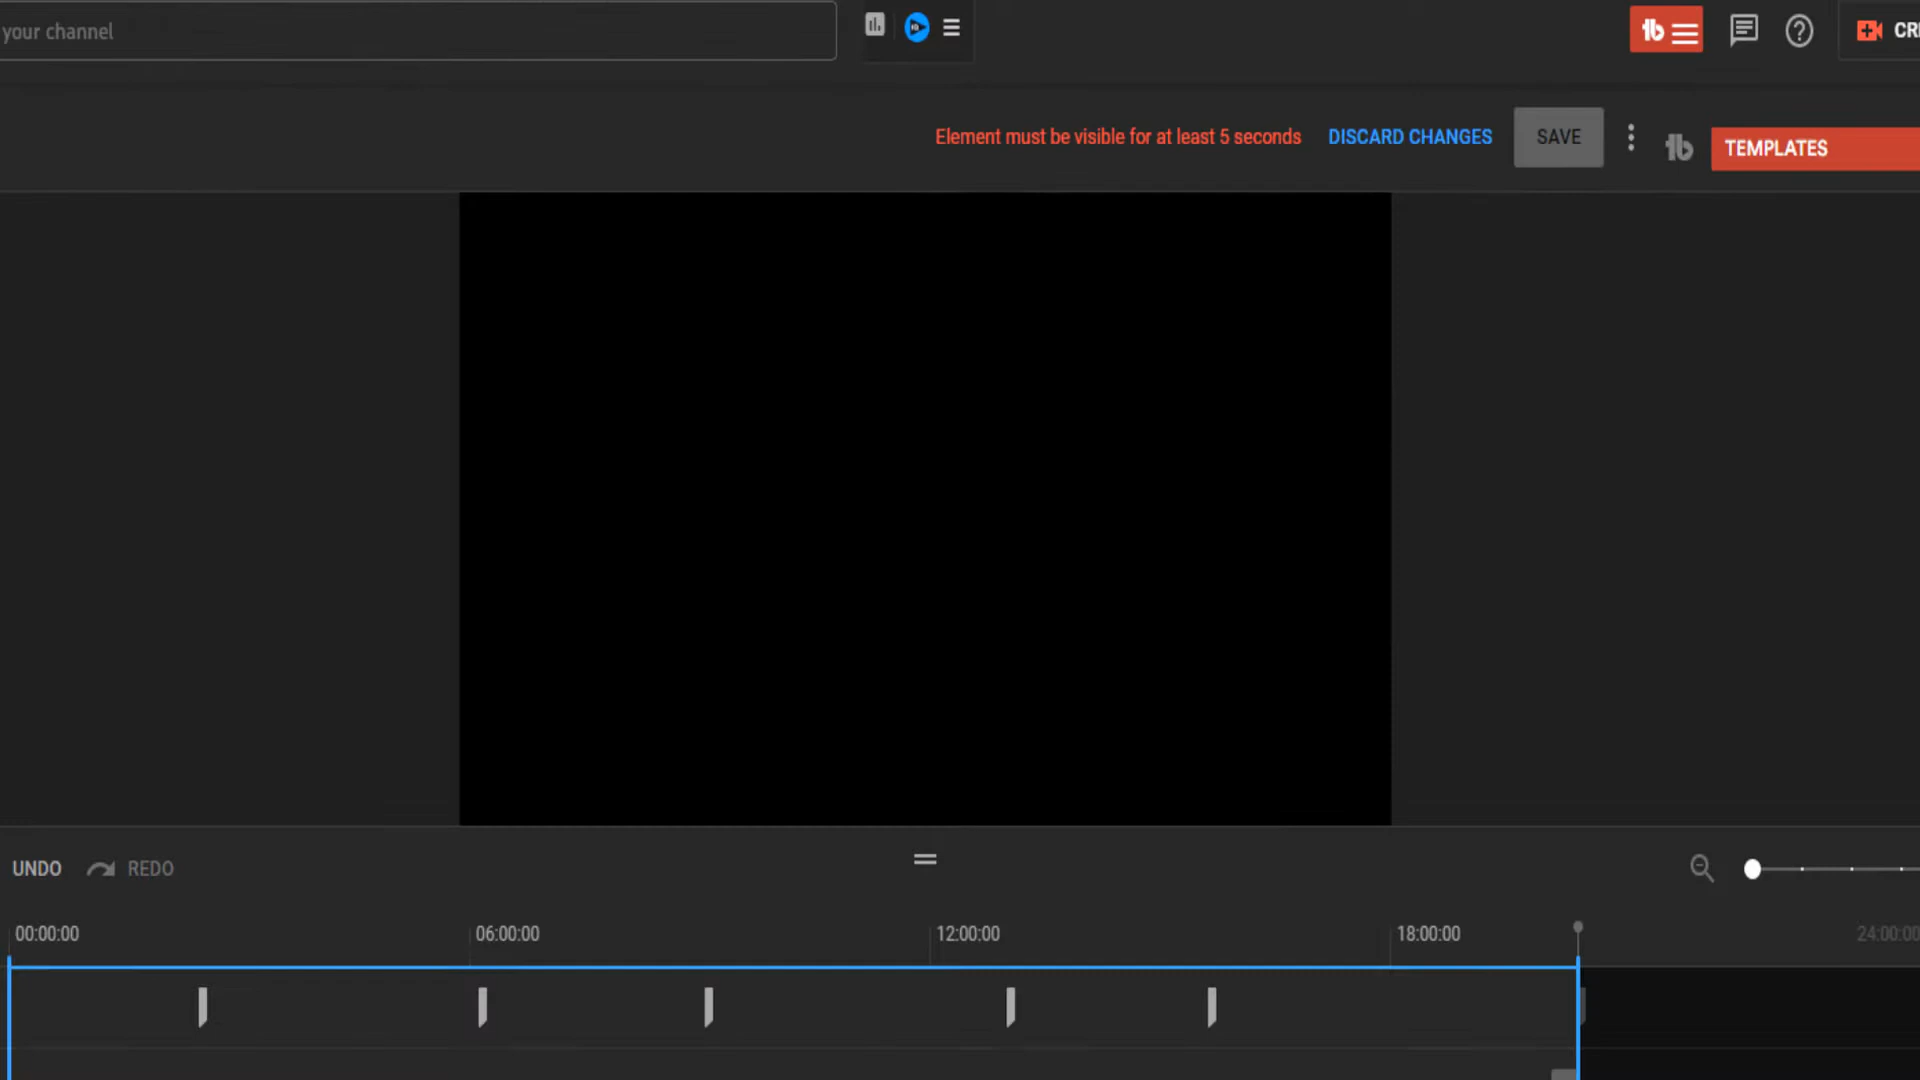 your channel
CR
Element must be visible for at least 5 seconds
DISCARD CHANGES
SAVE
TEMPLATES
UNDO
REDO
00:00:00
06:00:00
12:00:00
18:00:00
24:00:00